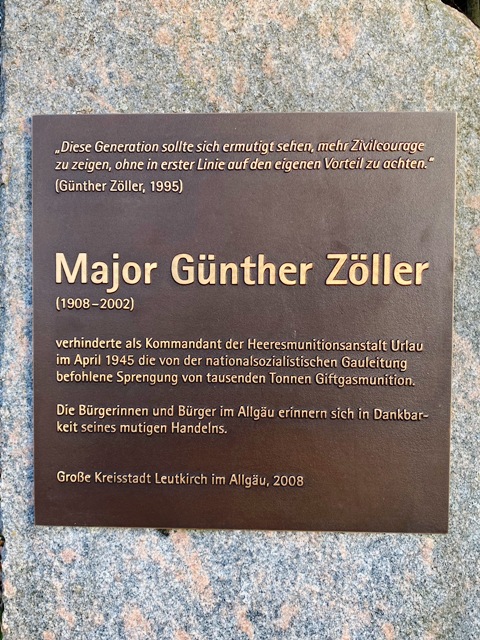 „Diese Generation sollte sich ermutigt sehen, mehr Zivilcourage
zu zeigen, ohne in erster Linie auf den eigenen Vorteil zu achten.“
(Günther Zöller, 1995)
Major Günther Zöller
(1908–2002)
verhinderte als Kommandant der Heeresmunitionsanstalt Urlau
im April 1945 die von der nationalsozialistischen Gauleitung
befohlene Sprengung von tausenden Tonnen Giftgasmunition.
Die Bürgerinnen und Bürger im Allgäu erinnern sich in Dankbar-
keit seines mutigen Handelns.
Große Kreisstadt Leutkirch im Allgäu, 2008